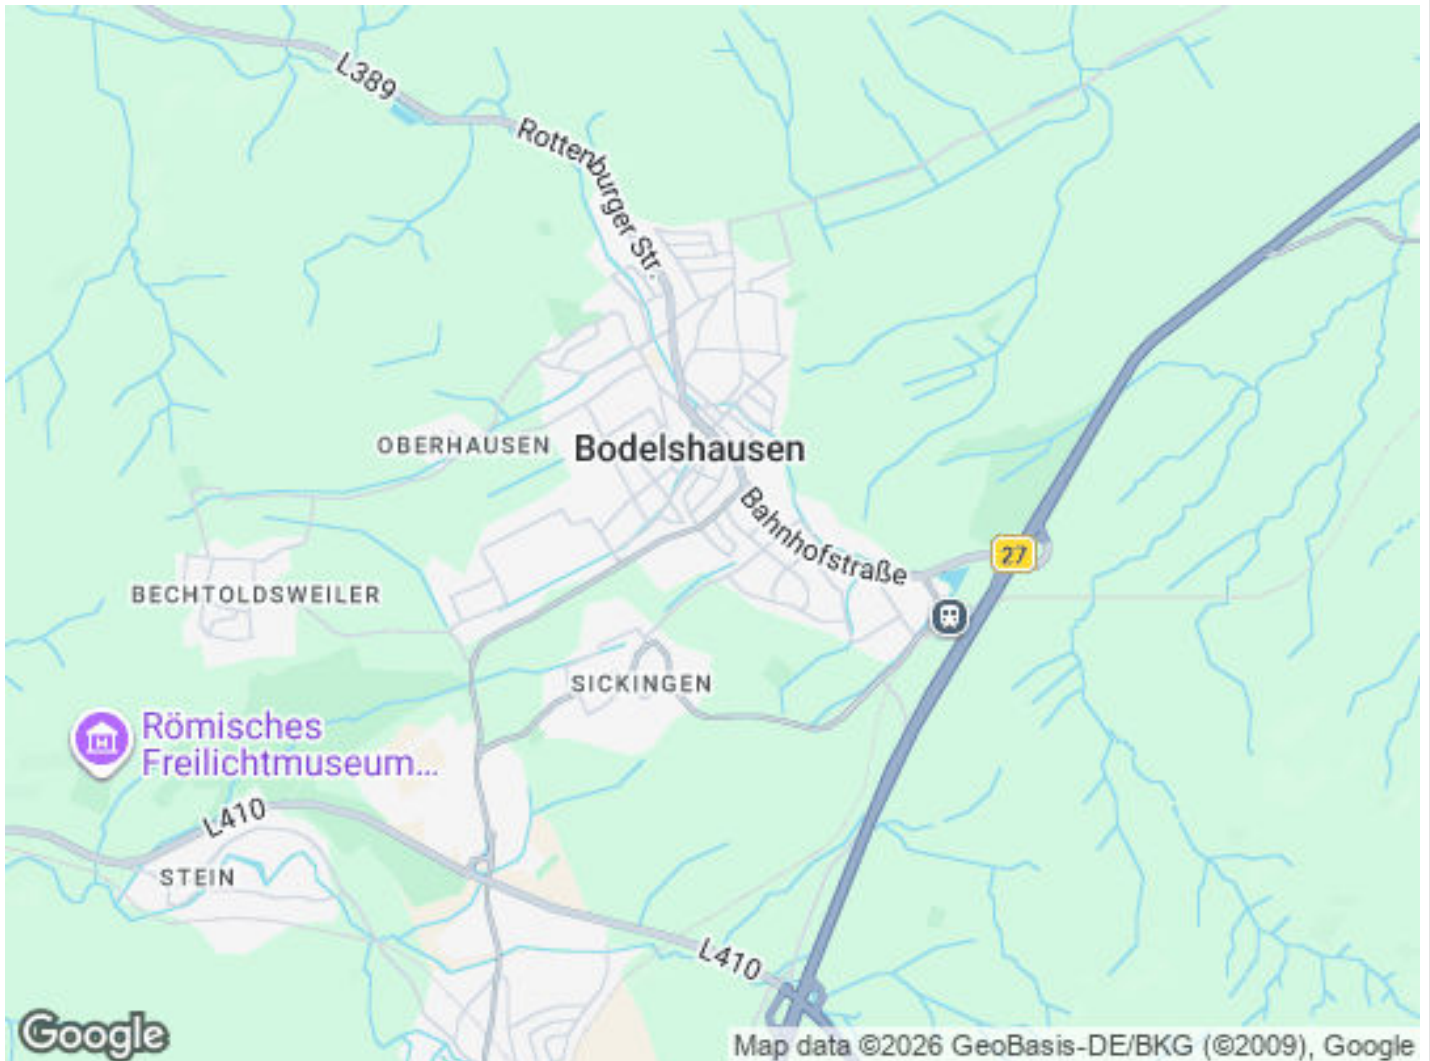 L389
Rottenburger Str.
OBERHAUSEN
Bodelshausen
Bahnhofstraße
27
BECHTOLDSWEILER
SICKINGEN
Römisches
Freilichtmuseum...
L410
STEIN
L410
Google
Map data ©2026 GeoBasis-DE/BKG (©2009), Google